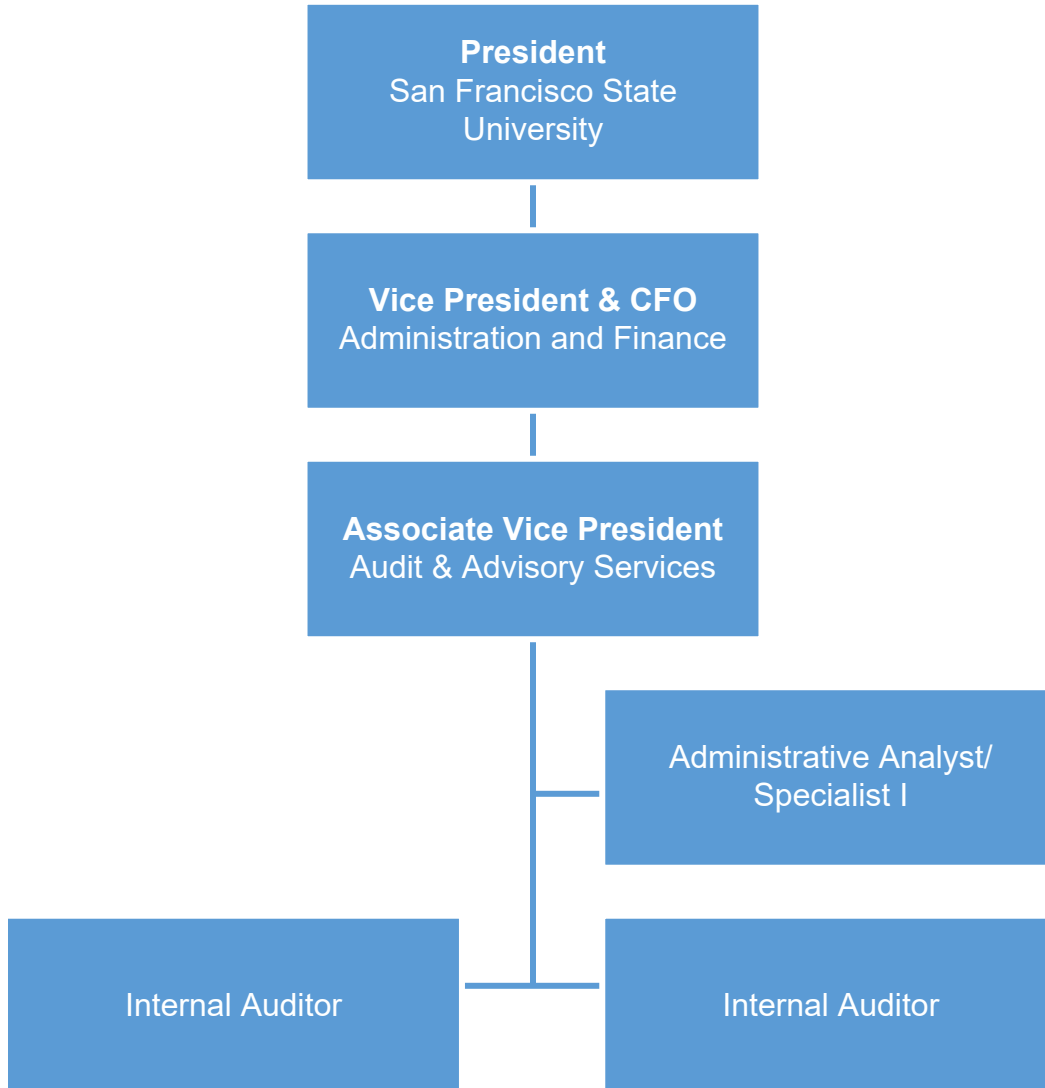 President
San Francisco State
University
Vice President & CFO
Administration and Finance
Associate Vice President
Audit & Advisory Services
Administrative Analyst/
Specialist I
Internal Auditor
Internal Auditor